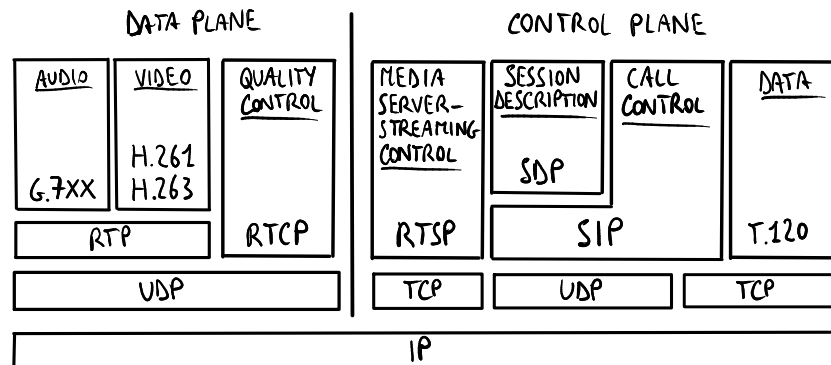 DATA PLANE
CONTROL PLANE
AUDIO
G.7XX
VIDEO
H.261
H.263
QUALITY
CONTROL
RTP
RTCP
UDP
MEDIA
SERVER-
STREAMING
CONTROL
RTSP
SESSION
DESCRIPTION
SDP
CALL
CONTROL
SIP
DATA
T.120
TCP
UDP
TCP
IP